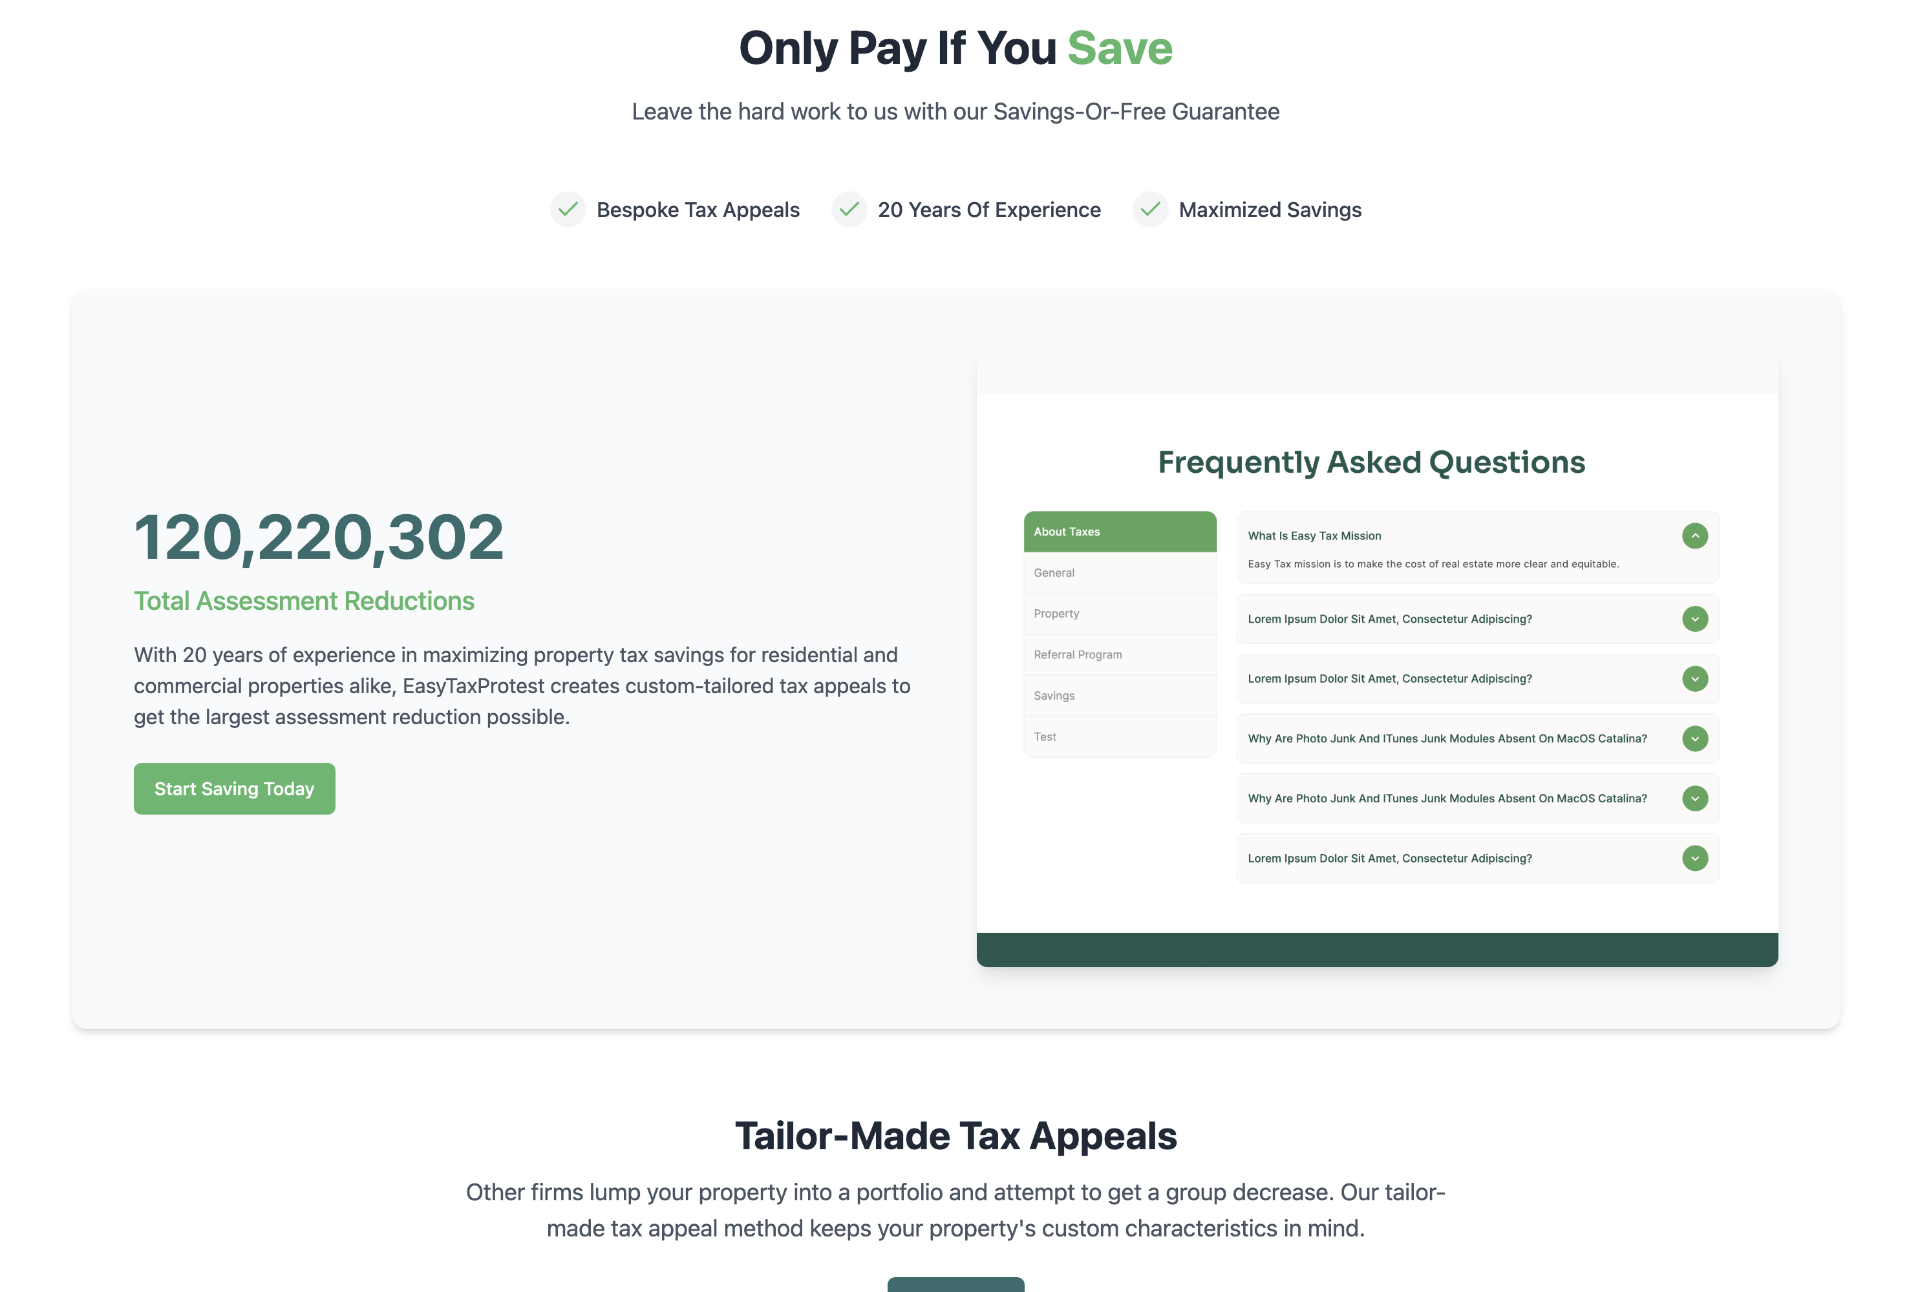 Only Pay If You Save
Leave the hard work to us with our Savings-Or-Free Guarantee
Bespoke Tax Appeals
20 Years Of Experience
Maximized Savings
120,220,302
Total Assessment Reductions
With 20 years of experience in maximizing property tax savings for residential and
commercial properties alike, EasyTaxProtest creates custom-tailored tax appeals to
get the largest assessment reduction possible.
Start Saving Today
Frequently Asked Questions
About Taxes
General
Property
Referral Program
Savings
Test
What Is Easy Tax Mission
Easy Tax mission is to make the cost of real estate more clear and equitable.
Lorem Ipsum Dolor Sit Amet, Consectetur Adipiscing?
Lorem Ipsum Dolor Sit Amet, Consectetur Adipiscing?
Why Are Photo Junk And ITunes Junk Modules Absent On MacOS Catalina?
Why Are Photo Junk And ITunes Junk Modules Absent On MacOS Catalina?
Lorem Ipsum Dolor Sit Amet, Consectetur Adipiscing?
Tailor-Made Tax Appeals
Other firms lump your property into a portfolio and attempt to get a group decrease. Our tailor-
made tax appeal method keeps your property's custom characteristics in mind.